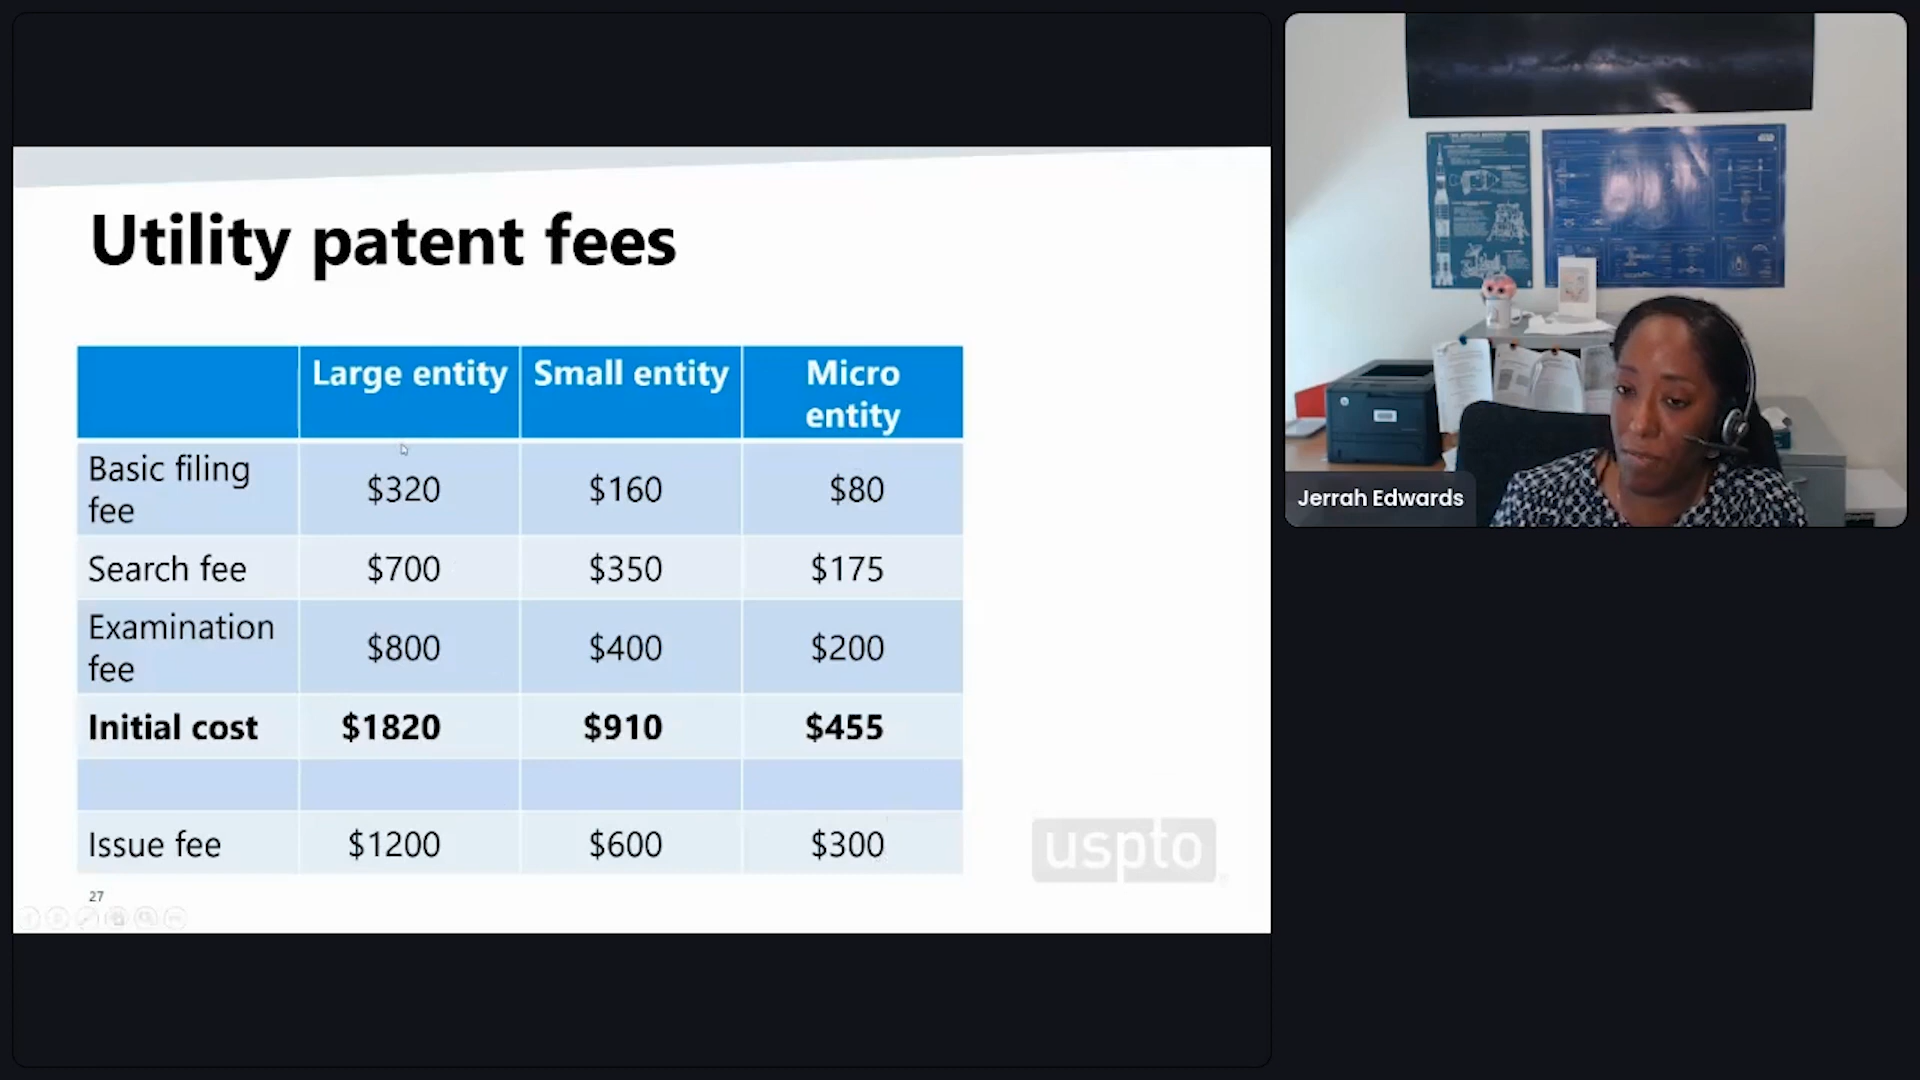 Utility patent fees
Large entity Small entity Micro
entity
Basic filing
fee $320 $160 $80
Search fee $700 $350 $175
Examination
fee $800 $400 $200
Initial cost $1820 $910 $455
Issue fee $1200 $600 $300
27
uspto
Jerrah Edwards